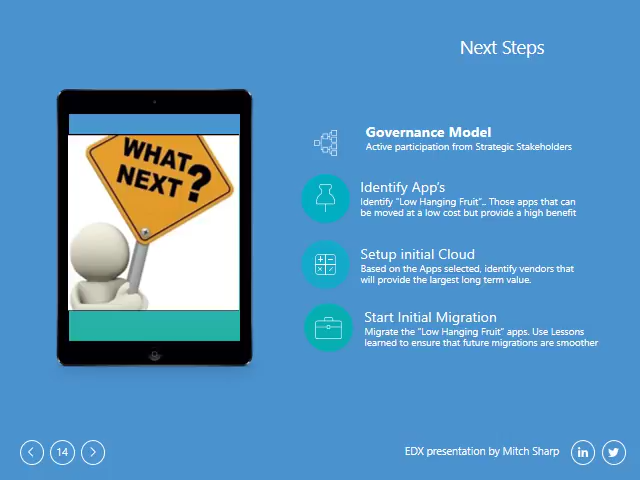 Next Steps
WHAT
NEXT ?
Governance Model
Active participation from Strategic Stakeholders
Identify App's
Identify "Low Hanging Fruit".. Those apps that can
be moved at a low cost but provide a high benefit
Setup initial Cloud
Based on the Apps selected, identify vendors that
will provide the largest long term value.
Start Initial Migration
Migrate the "Low Hanging Fruit" apps. Use Lessons
learned to ensure that future migrations are smoother
14
EDX presentation by Mitch Sharp
in